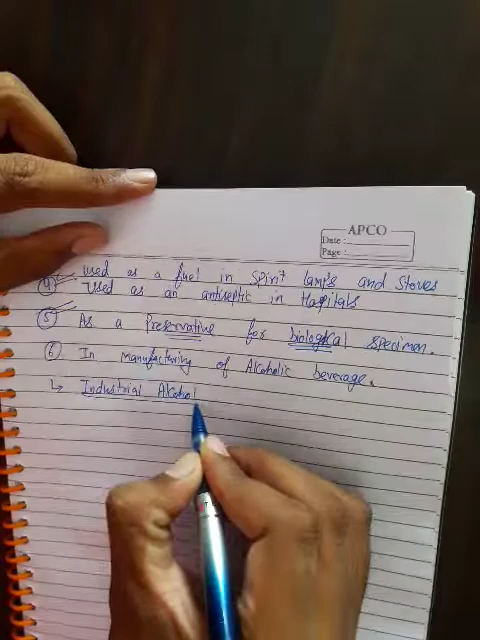 APCO
Date :
Page :
used as a fuel in Spirit lamps and Stoves
④ used as an antiseptic in Hospitals
⑤ As a Preservative for biological specimen.
⑥ In manufacturing of Alcoholic beverage.
↳ Industrial Alcohol